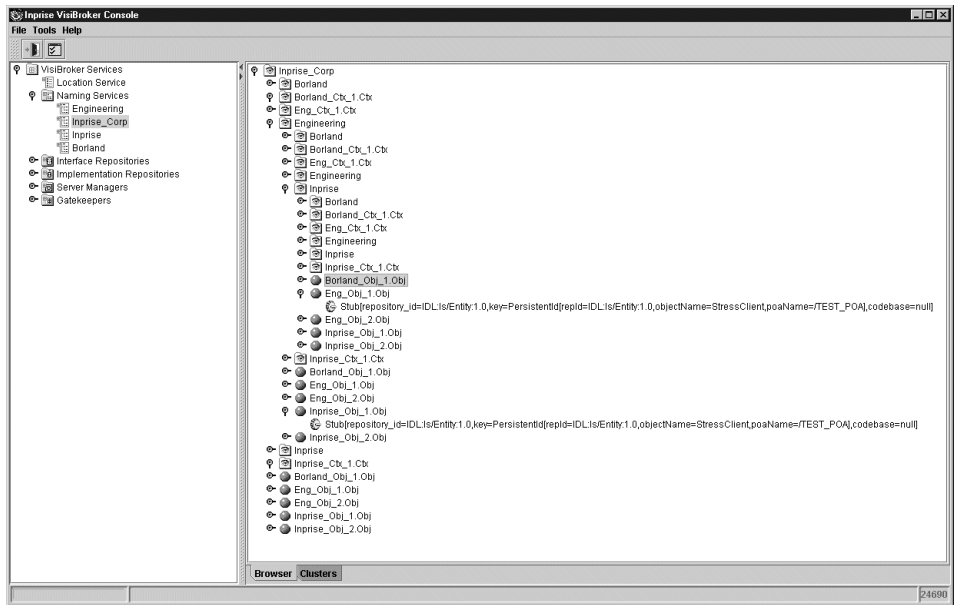 Inprise VisiBroker Console
File Tools Help
VisiBroker Services
Location Service
Naming Services
Engineering
Inprise_Corp
Inprise
Borland
Interface Repositories
Implementation Repositories
Server Managers
Gatekeepers
Inprise_Corp
Borland
Borland_Ctx_1.Ctx
Eng_Ctx_1.Ctx
Engineering
Borland
Borland_Ctx_1.Ctx
Eng_Ctx_1.Ctx
Engineering
Inprise
Borland
Borland_Ctx_1.Ctx
Eng_Ctx_1.Ctx
Engineering
Inprise
Inprise_Ctx_1.Ctx
Borland_Obj_1.Obj
Eng_Obj_1.Obj
Stub[repository_id=IDL:ls/Entity:1.0,key=PersistentId[repId=IDL:ls/Entity:1.0,objectName=StressClient,poaName=/TEST_POA],codebase=null]
Eng_Obj_2.Obj
Inprise_Obj_1.Obj
Inprise_Obj_2.Obj
Inprise_Ctx_1.Ctx
Borland_Obj_1.Obj
Eng_Obj_1.Obj
Eng_Obj_2.Obj
Inprise_Obj_1.Obj
Stub[repository_id=IDL:ls/Entity:1.0,key=PersistentId[repId=IDL:ls/Entity:1.0,objectName=StressClient,poaName=/TEST_POA],codebase=null]
Inprise_Obj_2.Obj
Inprise
Inprise_Ctx_1.Ctx
Borland_Obj_1.Obj
Eng_Obj_1.Obj
Eng_Obj_2.Obj
Inprise_Obj_1.Obj
Inprise_Obj_2.Obj
Browser Clusters
24690